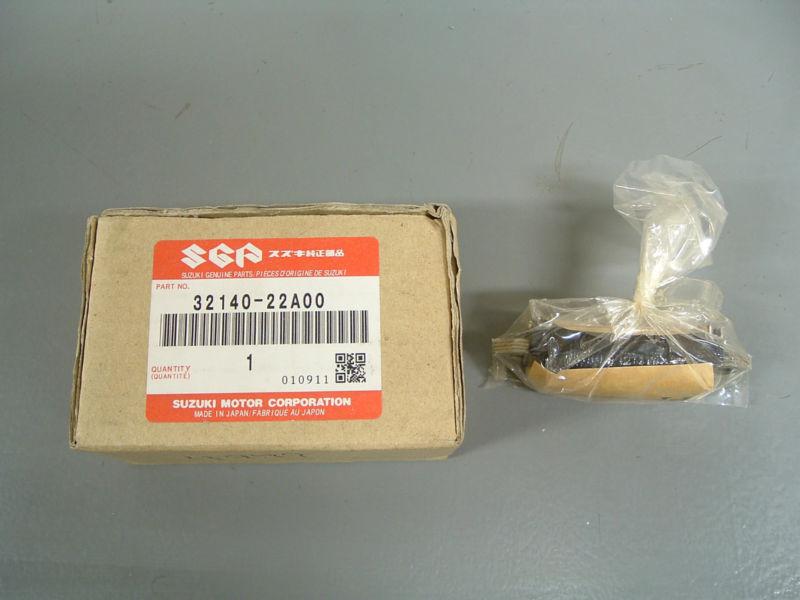 SGP スズキ純正部品
SUZUKI GENUINE PARTS/PIECES D'ORIGINE DE SUZUKI
PART NO.
32140-22A00
QUANTITY
(QUANTITÉ)
1
010911
SUZUKI MOTOR CORPORATION
MADE IN JAPAN/FABRIQUÉ AU JAPON